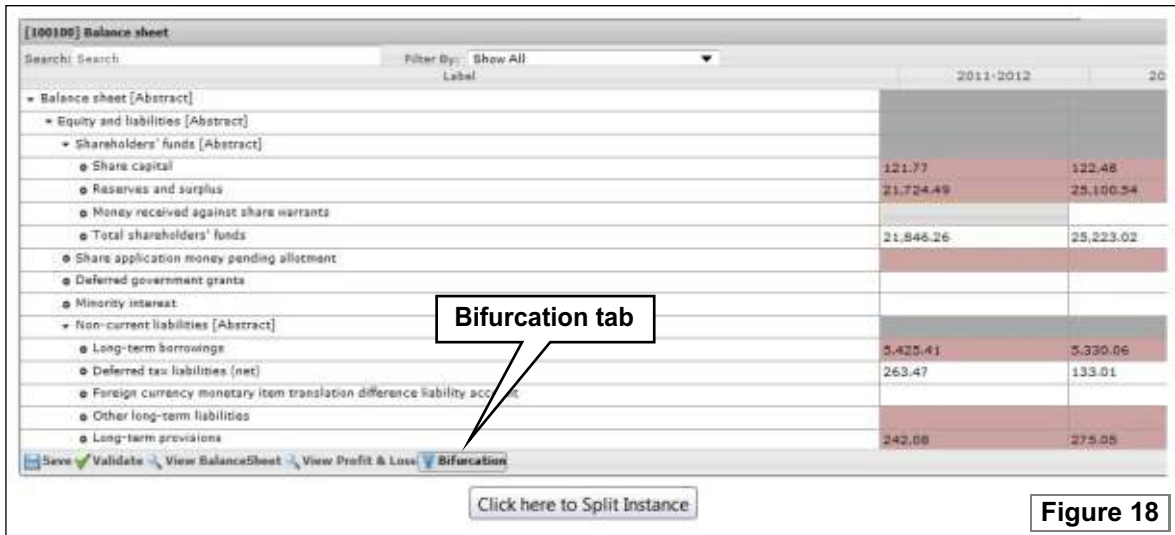 [100100] Balance sheet
Search: Search Filter By: Show All
Label 2011-2012 20
Balance sheet [Abstract]
Equity and liabilities [Abstract]
Shareholders' funds [Abstract]
Share capital 121.77 122.48
Reserves and surplus 21,724.49 25,100.54
Money received against share warrants
Total shareholders' funds 21,846.26 25,223.02
Share application money pending allotment
Deferred government grants
Minority interest
Non-current liabilities [Abstract]
Bifurcation tab
Long-term borrowings 5,425.41 5,330.06
Deferred tax liabilities (net) 263.47 133.01
Foreign currency monetary item translation difference liability
Other long-term liabilities
Long-term provisions 242.08 275.05
Save Validate View BalanceSheet View Profit & Loss Bifurcation
Click here to Split Instance
Figure 18